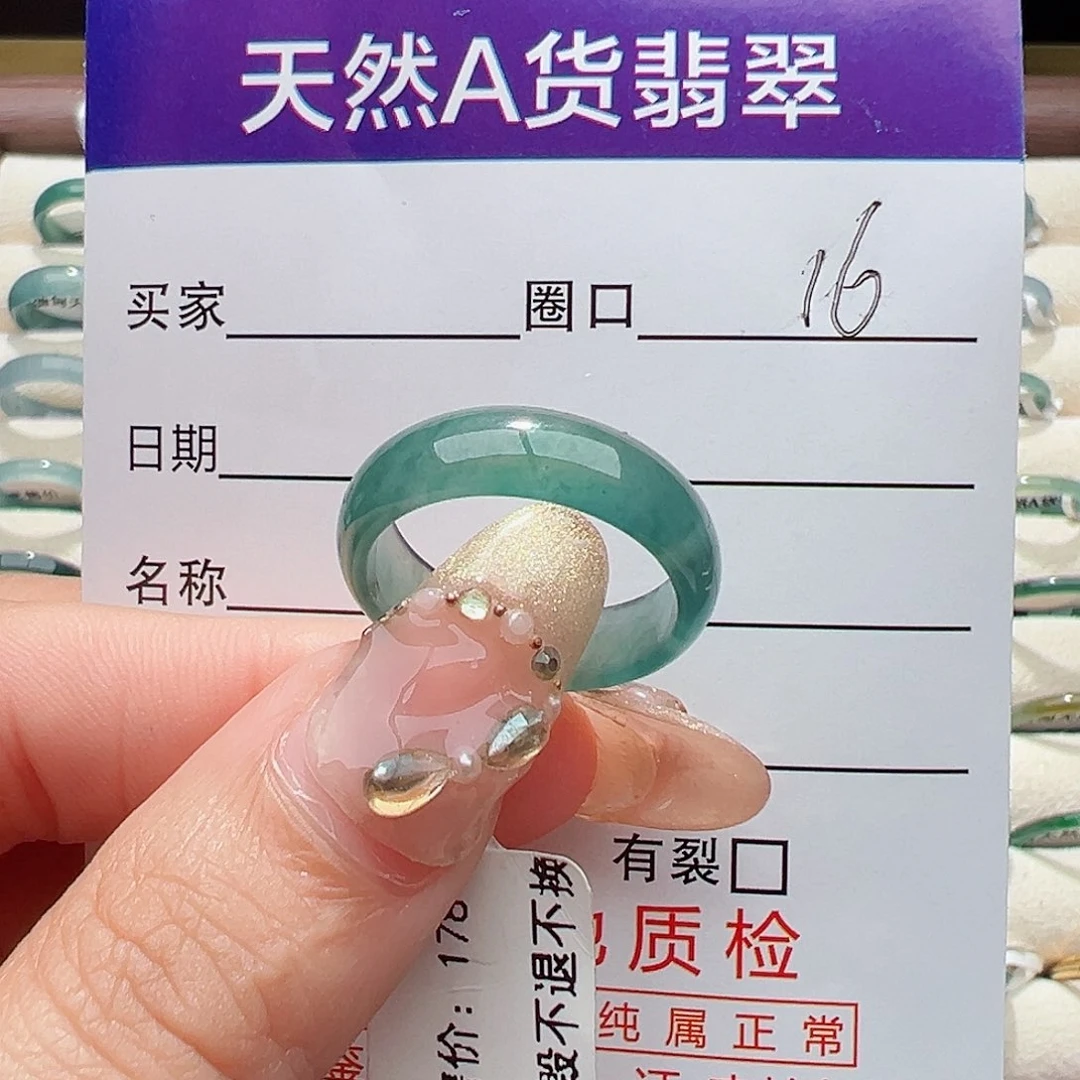 天然A货翡翠
买家 圈口 16
日期
名称
有裂
质检
纯属正常
价：178
不退不换